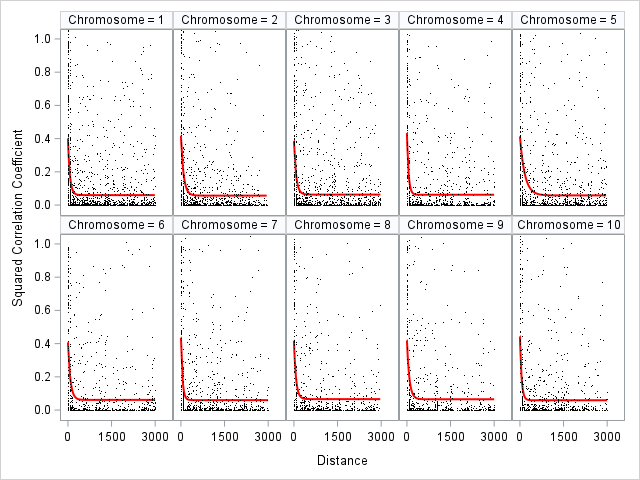 Chromosome = 1 Chromosome = 2 Chromosome = 3 Chromosome = 4 Chromosome = 5
1.0
0.8
0.6
0.4
0.2
0.0
Chromosome = 6 Chromosome = 7 Chromosome = 8 Chromosome = 9 Chromosome = 10
1.0
0.8
0.6
0.4
0.2
0.0
Squared Correlation Coefficient
0 1500 3000 0 1500 3000 0 1500 3000 0 1500 3000 0 1500 3000
Distance